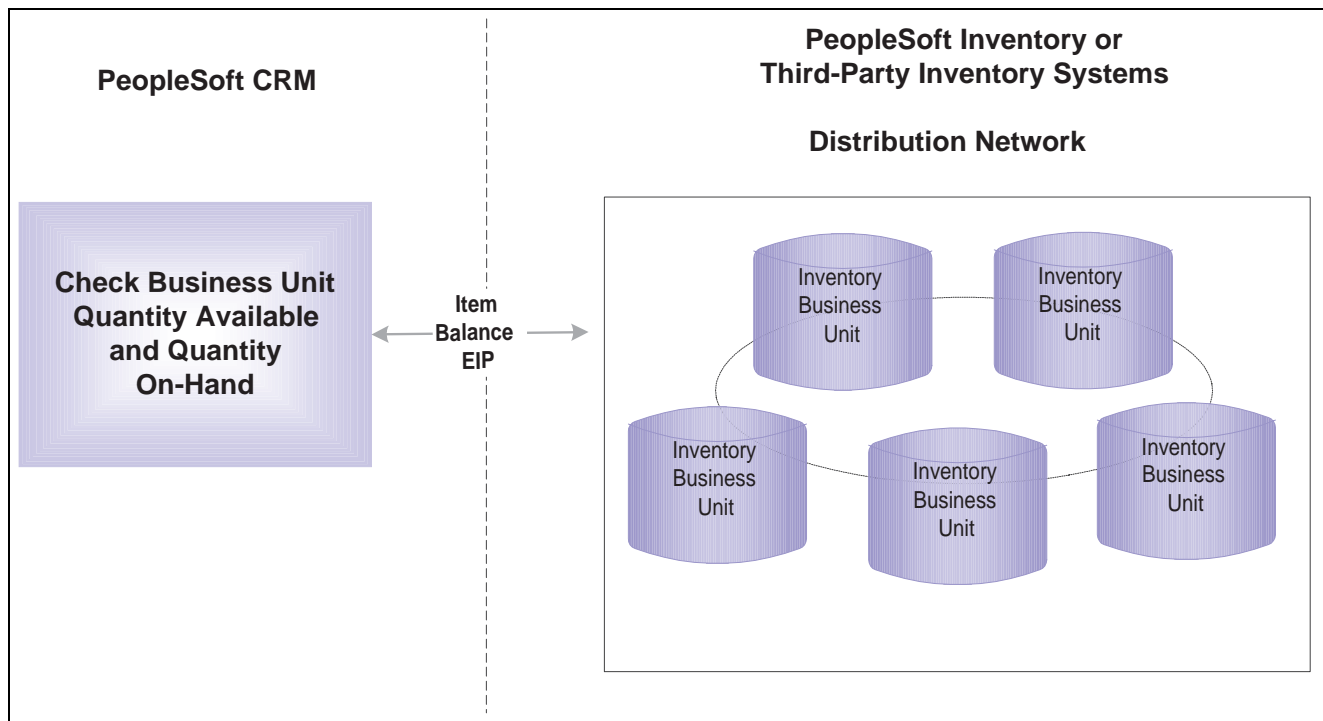 PeopleSoft CRM
PeopleSoft Inventory or
Third-Party Inventory Systems
Distribution Network
Check Business Unit
Quantity Available
and Quantity
On-Hand
Item
Balance
EIP
Inventory
Business
Unit
Inventory
Business
Unit
Inventory
Business
Unit
Inventory
Business
Unit
Inventory
Business
Unit